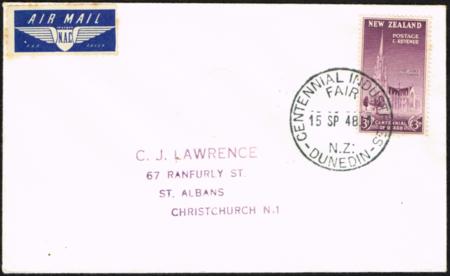 AIR MAIL
N.A.C.
NEW ZEALAND
POSTAGE
& REVENUE
CENTENNIAL
3D
CENTENNIAL INDUST
FAIR
15 SP 48
N.Z.
DUNEDIN
C. J. LAWRENCE
67 RANFURLY ST.
ST. ALBANS
CHRISTCHURCH N.1